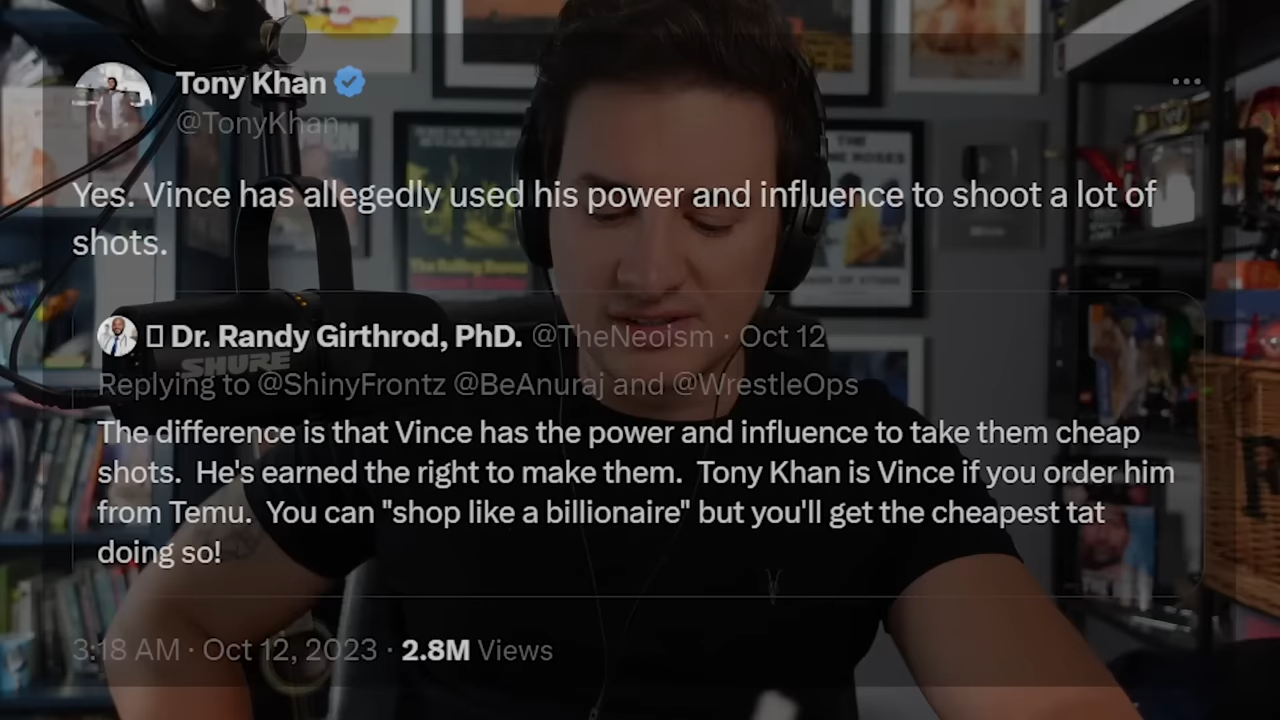 Tony Khan
@TonyKhan
Yes. Vince has allegedly used his power and influence to shoot a lot of
shots.
Dr. Randy Girthrod, PhD. @TheNeoism · Oct 12
SHURE
Replying to @ShinyFrontz @BeAnuraj and @WrestleOps
The difference is that Vince has the power and influence to take them cheap
shots. He's earned the right to make them. Tony Khan is Vince if you order him
from Temu. You can "shop like a billionaire" but you'll get the cheapest tat
doing so!
3:18 AM · Oct 12, 2023 · 2.8M Views